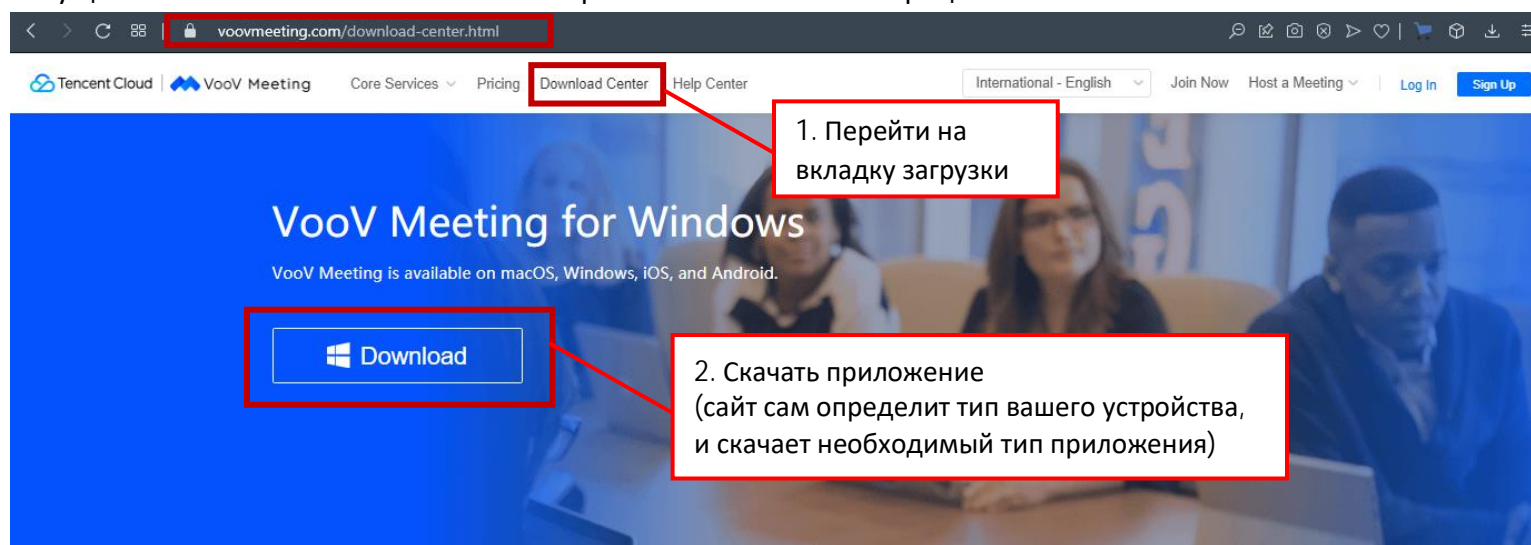 voovmeeting.com/download-center.html
Tencent Cloud VooV Meeting Core Services Pricing Download Center Help Center International - English Join Now Host a Meeting Log In Sign Up
1. Перейти на
вкладку загрузки
VooV Meeting for Windows
VooV Meeting is available on macOS, Windows, iOS, and Android.
Download
2. Скачать приложение
(сайт сам определит тип вашего устройства,
и скачает необходимый тип приложения)